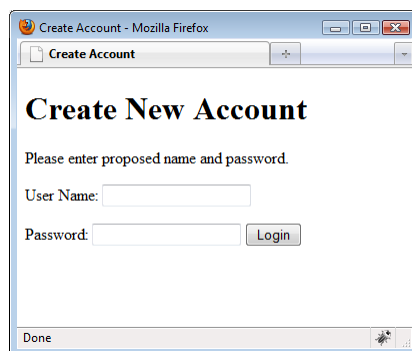 Create Account - Mozilla Firefox
Create Account
Create New Account
Please enter proposed name and password.
User Name:
Password: Login
Done